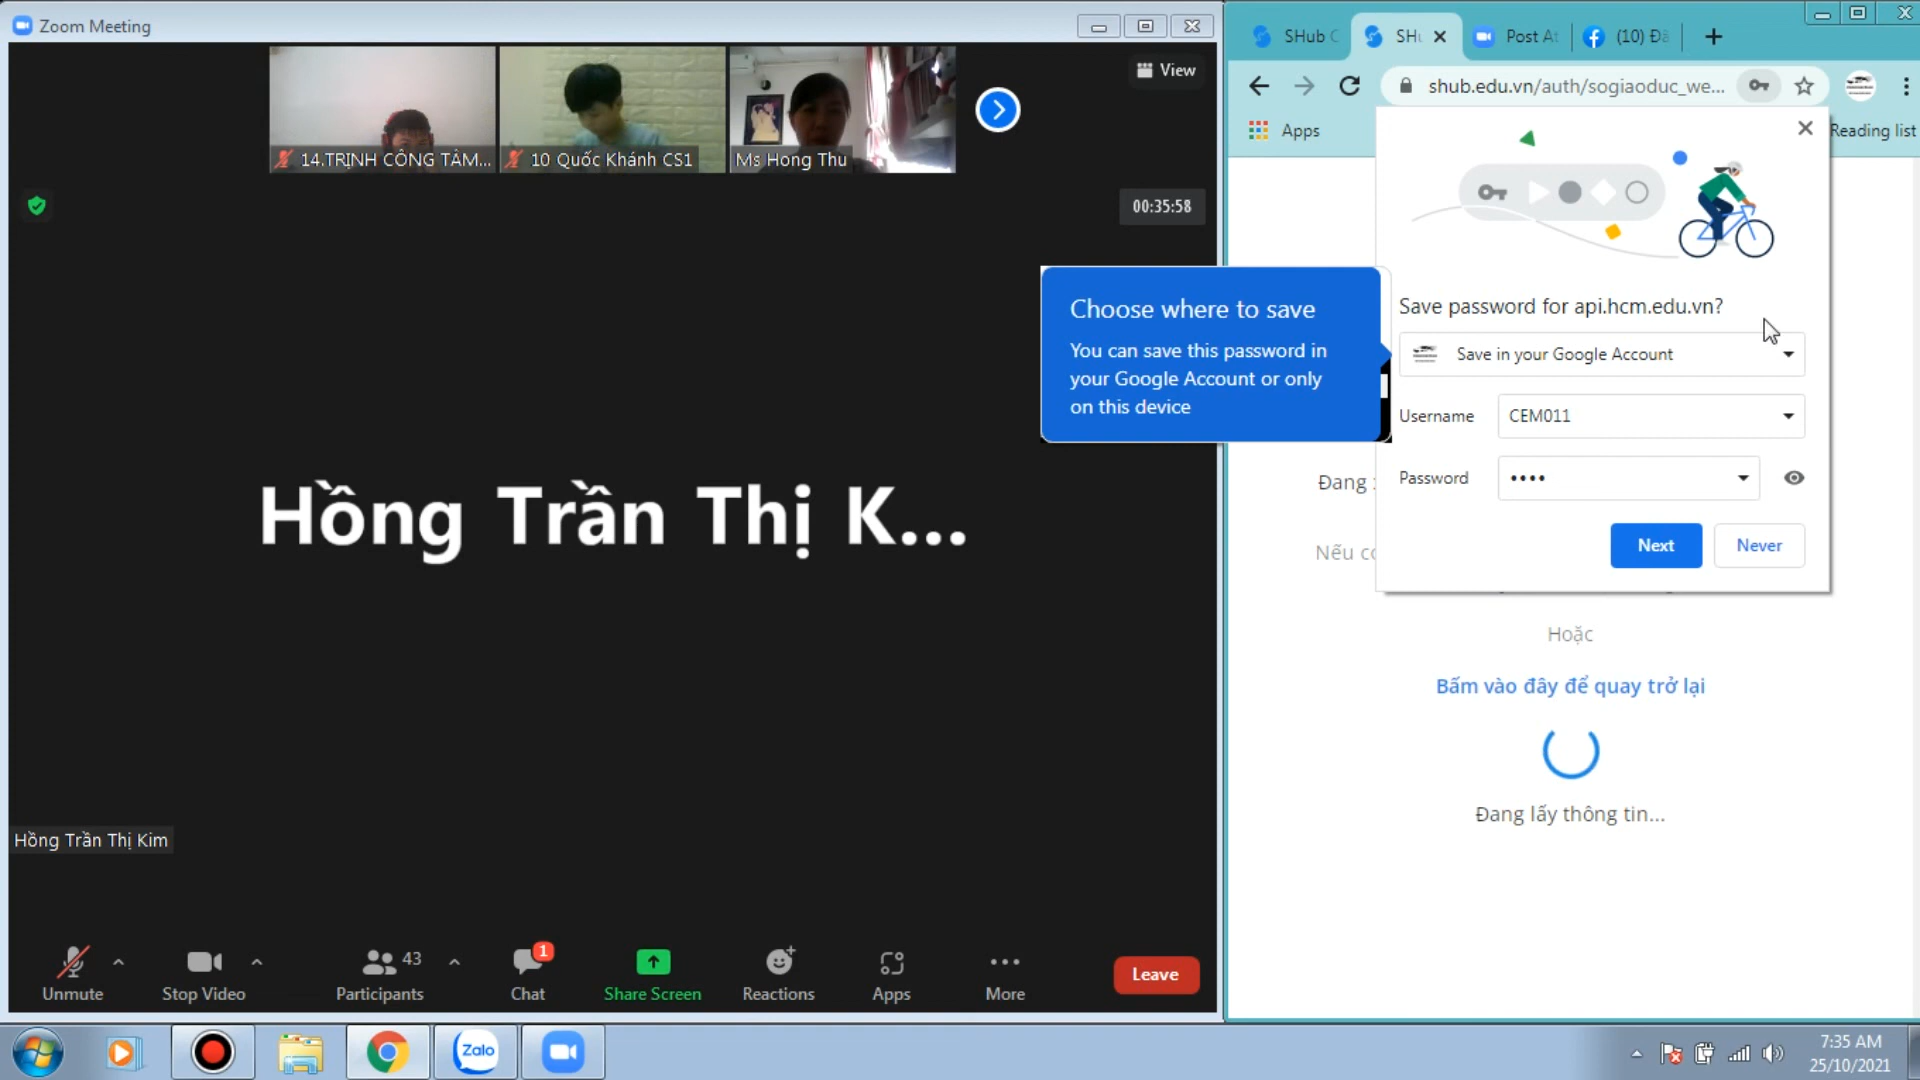 Zoom Meeting
14.TRỊNH CÔNG TÂM...
10 Quốc Khánh CS1
Ms Hong Thu
View
00:35:58
Hồng Trần Thị K...
Hồng Trần Thị Kim
Unmute
Stop Video
43
Participants
1
Chat
Share Screen
Reactions
Apps
More
Leave
SHub C
SHu
Post At
(10) Đă
shub.edu.vn/auth/sogiaoduc_we...
Apps
Reading list
Choose where to save
You can save this password in
your Google Account or only
on this device
Save password for api.hcm.edu.vn?
Save in your Google Account
Username
CEM011
Password
••••
Next
Never
Đang
Nếu
Hoặc
Bấm vào đây để quay trở lại
Đang lấy thông tin...
Zalo
7:35 AM
25/10/2021